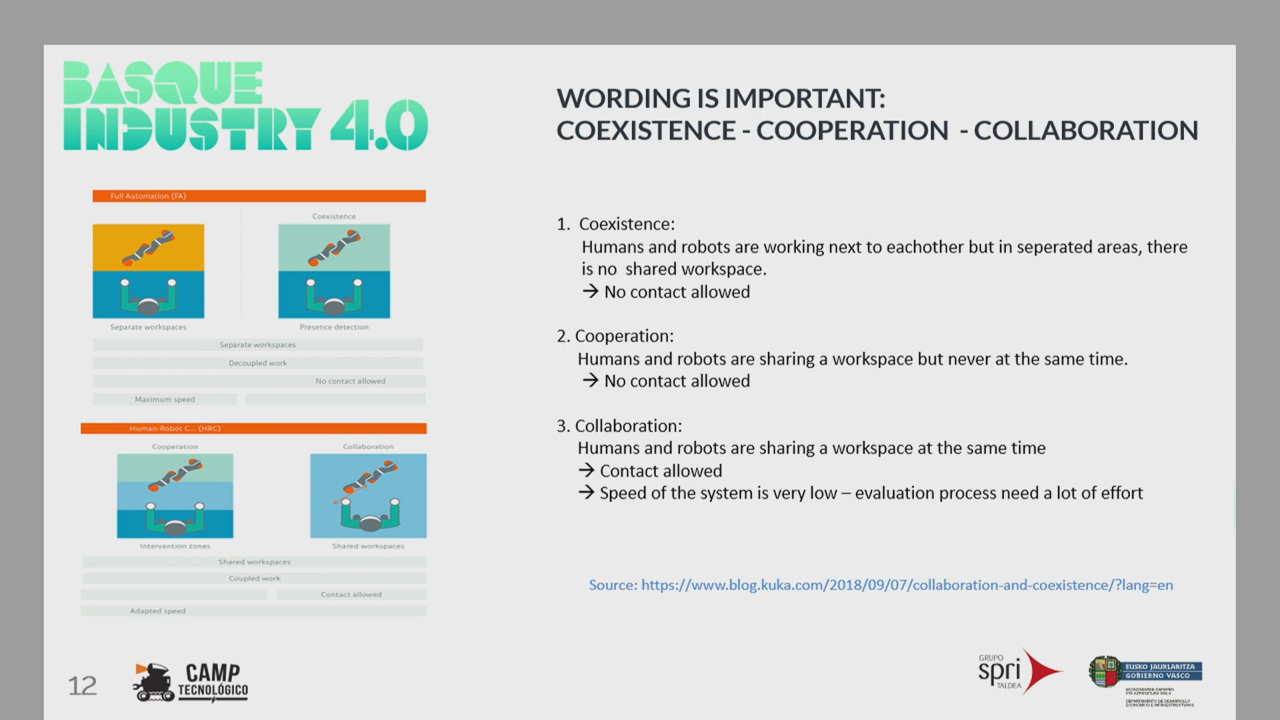 BASQUE
INDUSTRY 4.0
WORDING IS IMPORTANT:
COEXISTENCE - COOPERATION - COLLABORATION
Full Automation (FA)
Coexistence
Separate workspaces
Presence detection
Separate workspaces
Decoupled work
No contact allowed
Maximum speed
Human-Robot C... (HRC)
Cooperation
Collaboration
Intervention zones
Shared workspaces
Shared workspaces
Coupled work
Contact allowed
Adapted speed
1. Coexistence:
Humans and robots are working next to eachother but in seperated areas, there
is no shared workspace.
→ No contact allowed
2. Cooperation:
Humans and robots are sharing a workspace but never at the same time.
→ No contact allowed
3. Collaboration:
Humans and robots are sharing a workspace at the same time
→ Contact allowed
→ Speed of the system is very low – evaluation process need a lot of effort
Source: https://www.blog.kuka.com/2018/09/07/collaboration-and-coexistence/?lang=en
12
CAMP
TECNOLÓGICO
GRUPO
spri
TALDEA
EUSKO JAURLARITZA
GOBIERNO VASCO
DEPARTAMENTO DE DESARROLLO
ECONÓMICO E INFRAESTRUCTURAS